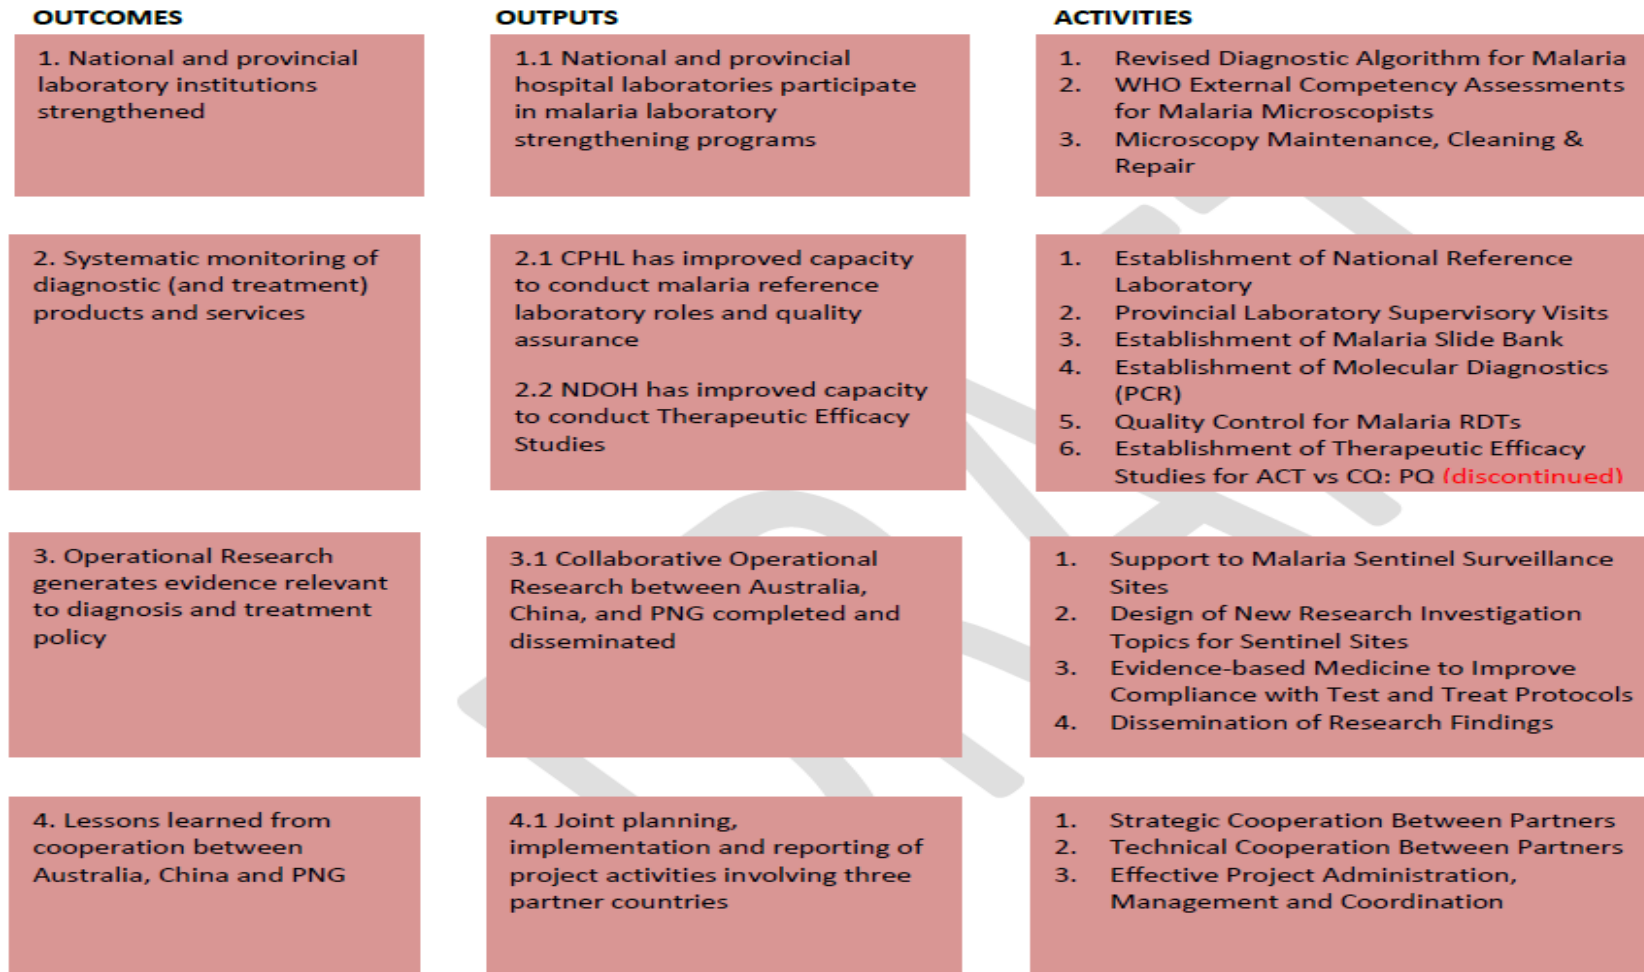 OUTCOMES
OUTPUTS
ACTIVITIES
1. National and provincial
laboratory institutions
strengthened
1.1 National and provincial
hospital laboratories participate
in malaria laboratory
strengthening programs
1. Revised Diagnostic Algorithm for Malaria
2. WHO External Competency Assessments
for Malaria Microscopists
3. Microscopy Maintenance, Cleaning &
Repair
2. Systematic monitoring of
diagnostic (and treatment)
products and services
2.1 CPHL has improved capacity
to conduct malaria reference
laboratory roles and quality
assurance
2.2 NDOH has improved capacity
to conduct Therapeutic Efficacy
Studies
1. Establishment of National Reference
Laboratory
2. Provincial Laboratory Supervisory Visits
3. Establishment of Malaria Slide Bank
4. Establishment of Molecular Diagnostics
(PCR)
5. Quality Control for Malaria RDTs
6. Establishment of Therapeutic Efficacy
Studies for ACT vs CQ: PQ (discontinued)
3. Operational Research
generates evidence relevant
to diagnosis and treatment
policy
3.1 Collaborative Operational
Research between Australia,
China, and PNG completed and
disseminated
1. Support to Malaria Sentinel Surveillance
Sites
2. Design of New Research Investigation
Topics for Sentinel Sites
3. Evidence-based Medicine to Improve
Compliance with Test and Treat Protocols
4. Dissemination of Research Findings
4. Lessons learned from
cooperation between
Australia, China and PNG
4.1 Joint planning,
implementation and reporting of
project activities involving three
partner countries
1. Strategic Cooperation Between Partners
2. Technical Cooperation Between Partners
3. Effective Project Administration,
Management and Coordination
DRAFT